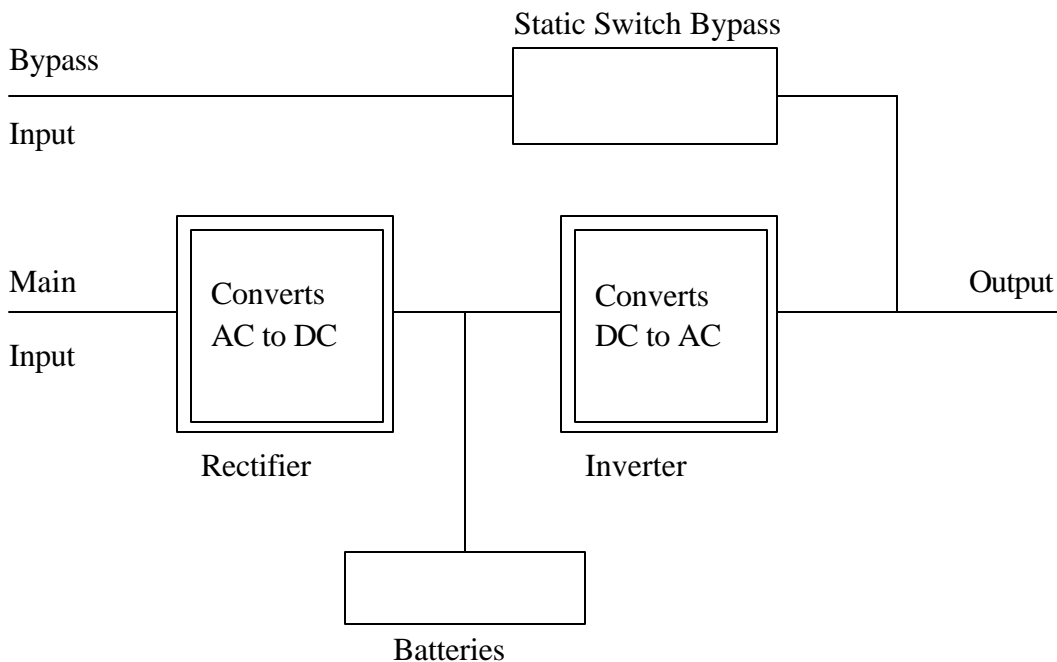 Static Switch Bypass
Bypass
Input
Main
Input
Converts
AC to DC
Rectifier
Converts
DC to AC
Inverter
Output
Batteries